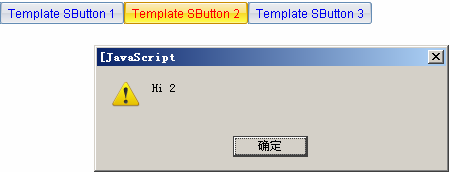 Template SButton 1 Template SButton 2 Template SButton 3
[JavaScript
Hi 2
确定